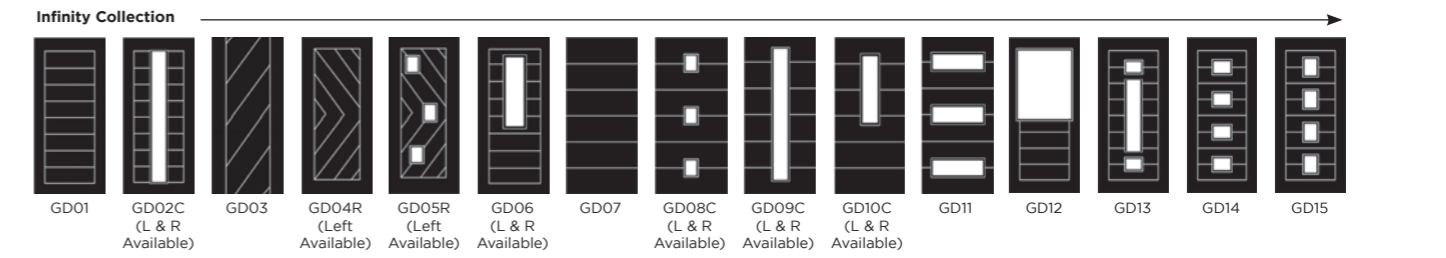 Infinity Collection
GD01
GD02C
(L & R
Available)
GD03
GD04R
(Left
Available)
GD05R
(Left
Available)
GD06
(L & R
Available)
GD07
GD08C
(L & R
Available)
GD09C
(L & R
Available)
GD10C
(L & R
Available)
GD11
GD12
GD13
GD14
GD15